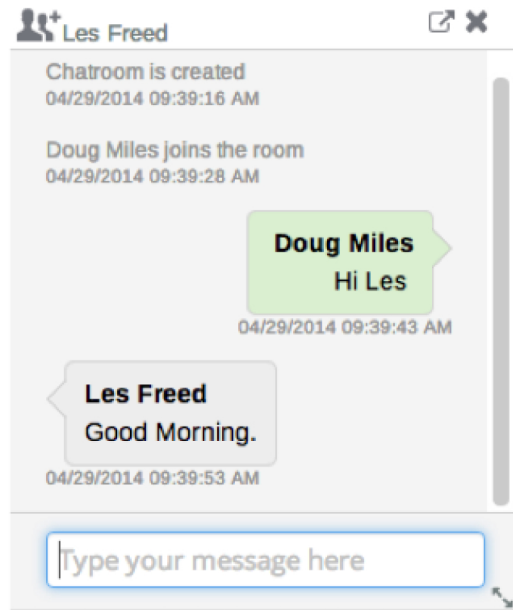 Les Freed
Chatroom is created
04/29/2014 09:39:16 AM
Doug Miles joins the room
04/29/2014 09:39:28 AM
Doug Miles
Hi Les
04/29/2014 09:39:43 AM
Les Freed
Good Morning.
04/29/2014 09:39:53 AM
Type your message here